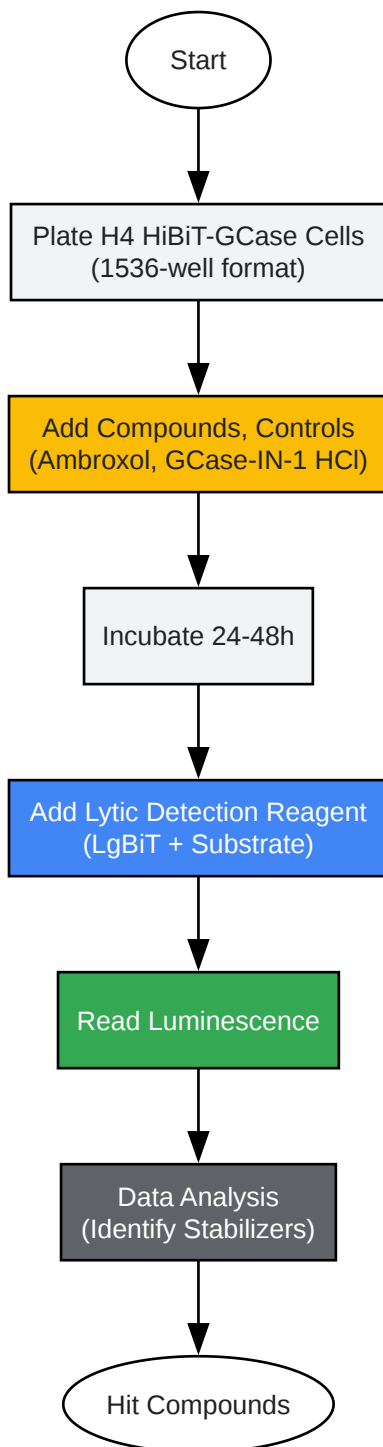 Start
Plate H4 HiBiT-GCase Cells
(1536-well format)
Add Compounds, Controls
(Ambroxol, GCase-IN-1 HCl)
Incubate 24-48h
Add Lytic Detection Reagent
(LgBiT + Substrate)
Read Luminescence
Data Analysis
(Identify Stabilizers)
Hit Compounds